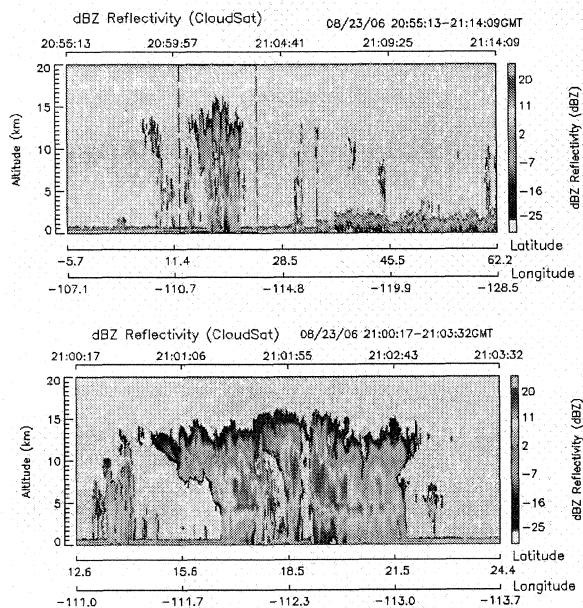 dBZ Reflectivity (CloudSat) 08/23/06 20:55:13-21:14:09GMT
20:55:13 20:59:57 21:04:41 21:09:25 21:14:09
20
15
10
5
0
Altitude (km)
20
11
2
-7
-16
-25
dBZ Reflectivity (dBZ)
Latitude
-5.7 11.4 28.5 45.5 62.2
Longitude
-107.1 -110.7 -114.8 -119.9 -128.5
dBZ Reflectivity (CloudSat) 08/23/06 21:00:17-21:03:32GMT
21:00:17 21:01:06 21:01:55 21:02:43 21:03:32
20
15
10
5
0
Altitude (km)
20
11
2
-7
-16
-25
dBZ Reflectivity (dBZ)
Latitude
12.6 15.6 18.5 21.5 24.4
Longitude
-111.0 -111.7 -112.3 -113.0 -113.7